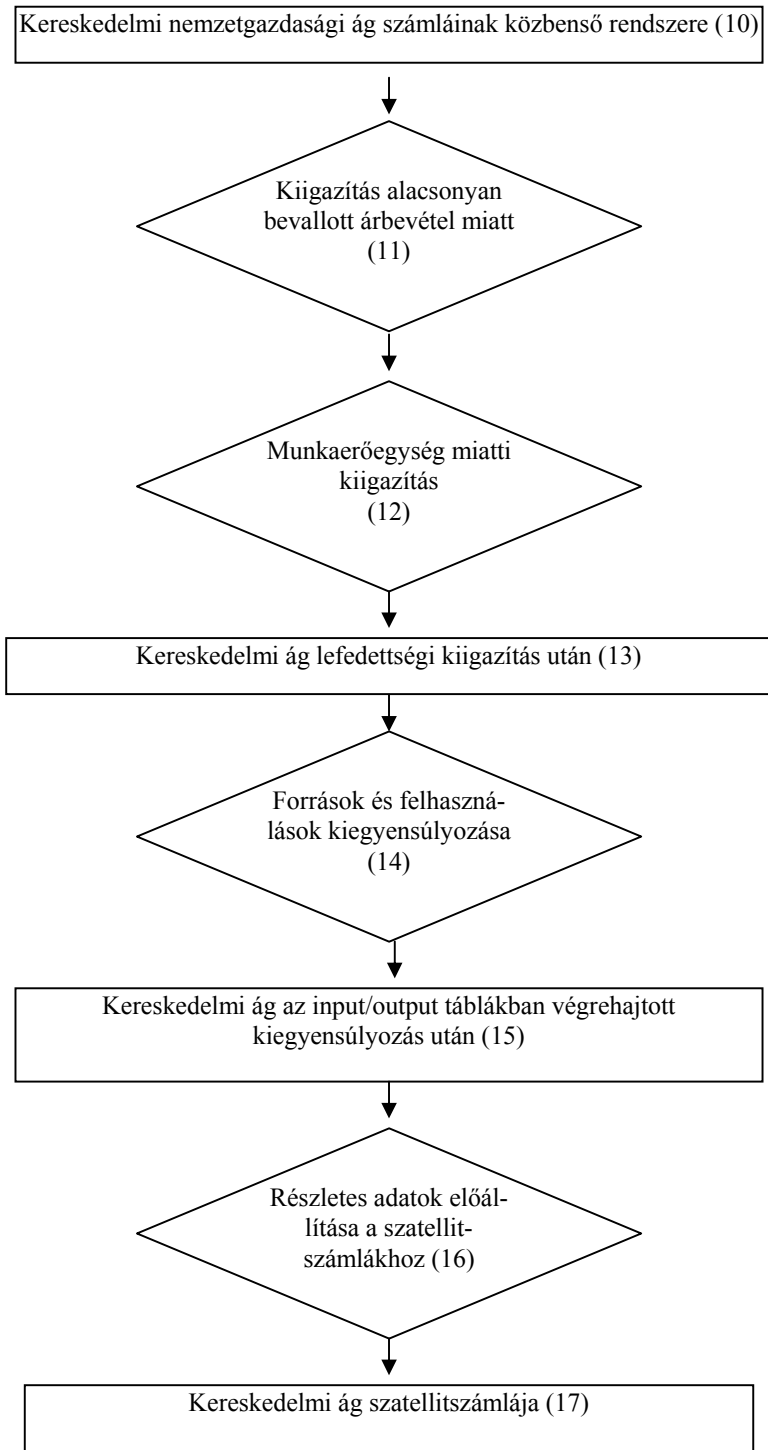 Kereskedelmi nemzetgazdasági ág számláinak közbenső rendszere (10)
Kiigazítás alacsonyan
bevallott árbevétel miatt
(11)
Munkaerőegység miatti
kiigazítás
(12)
Kereskedelmi ág lefedettségi kiigazítás után (13)
Források és felhaszná-
lások kiegyensúlyozása
(14)
Kereskedelmi ág az input/output táblákban végrehajtott
kiegyensúlyozás után (15)
Részletes adatok előál-
lítása a szatellit-
számlákhoz (16)
Kereskedelmi ág szatellitszámlája (17)